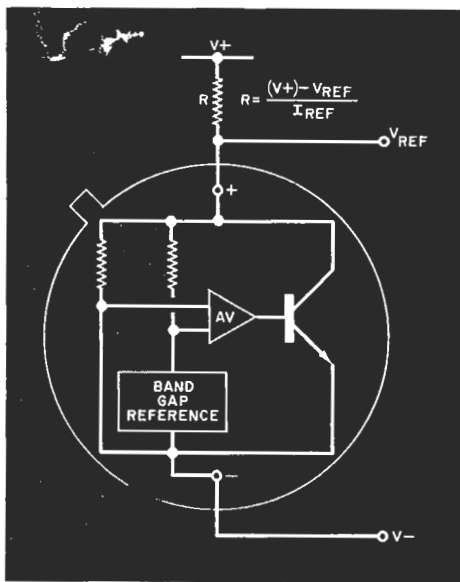 V+
R
R = (V+) - VREF / IREF
VREF
+
AV
BAND
GAP
REFERENCE
-
V-